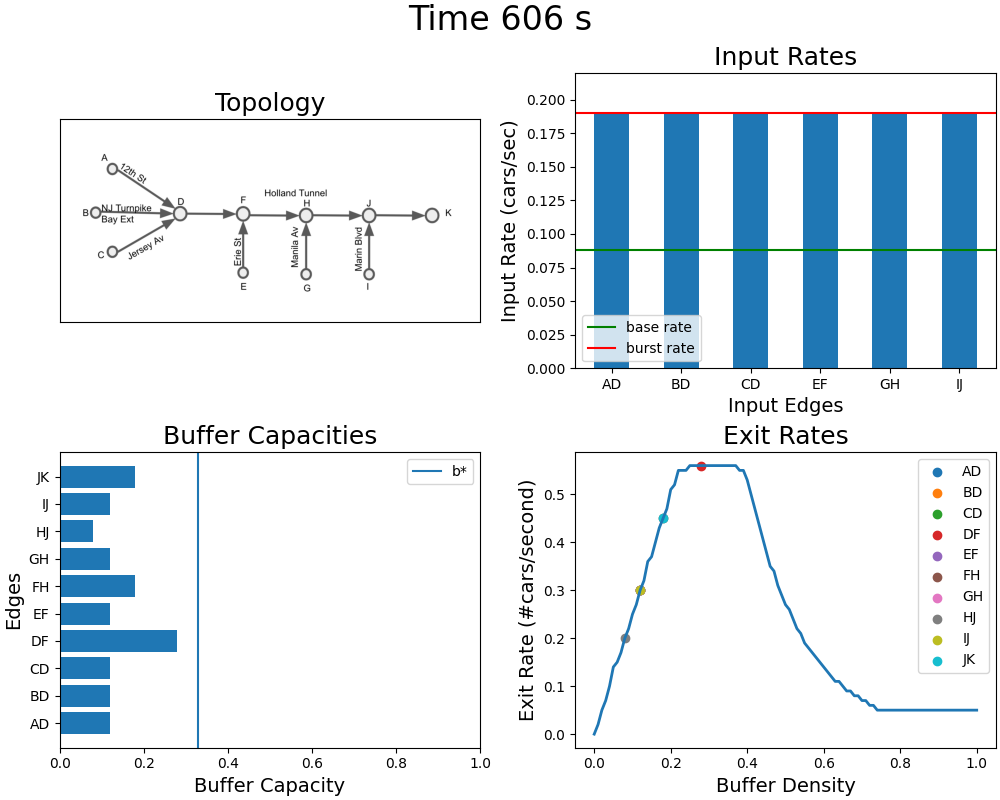 Time 606 s
Topology
A
12th St
B
NJ Turnpike
Bay Ext
C
Jersey Av
D
F
Holland Tunnel
H
J
K
Erie St
Manila Av
Marin Blvd
E
G
I
Input Rates
Input Rate (cars/sec)
0.200
0.175
0.150
0.125
0.100
0.075
0.050
0.025
0.000
base rate
burst rate
AD BD CD EF GH IJ
Input Edges
Buffer Capacities
Edges
JK
IJ
HJ
GH
FH
EF
DF
CD
BD
AD
b*
0.0 0.2 0.4 0.6 0.8 1.0
Buffer Capacity
Exit Rates
Exit Rate (#cars/second)
0.5
0.4
0.3
0.2
0.1
0.0
AD
BD
CD
DF
EF
FH
GH
HJ
IJ
JK
0.0 0.2 0.4 0.6 0.8 1.0
Buffer Density